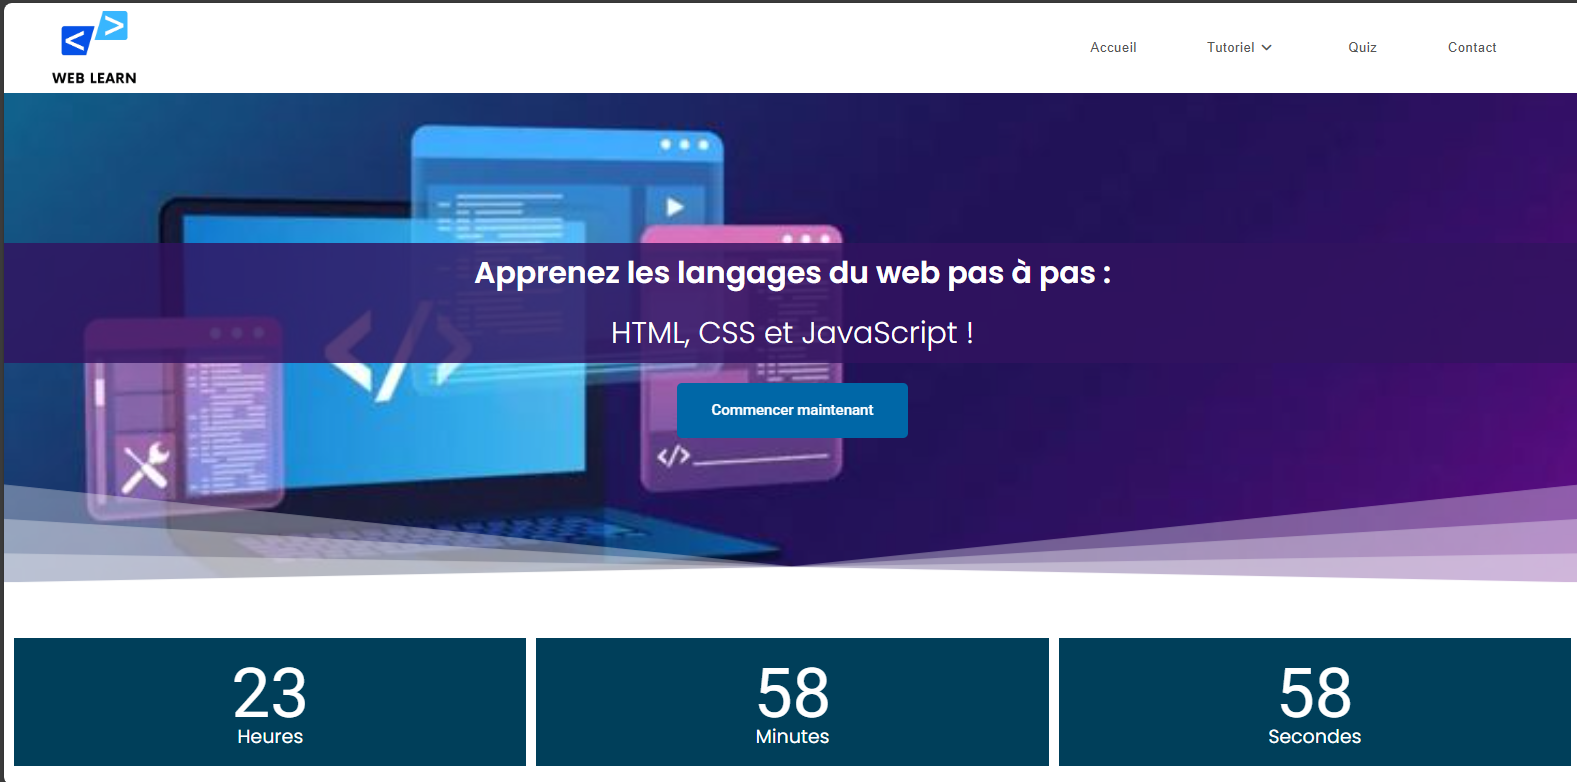 WEB LEARN
Accueil Tutoriel Quiz Contact
Apprenez les langages du web pas à pas :
HTML, CSS et JavaScript !
Commencer maintenant
23 58 58
Heures Minutes Secondes